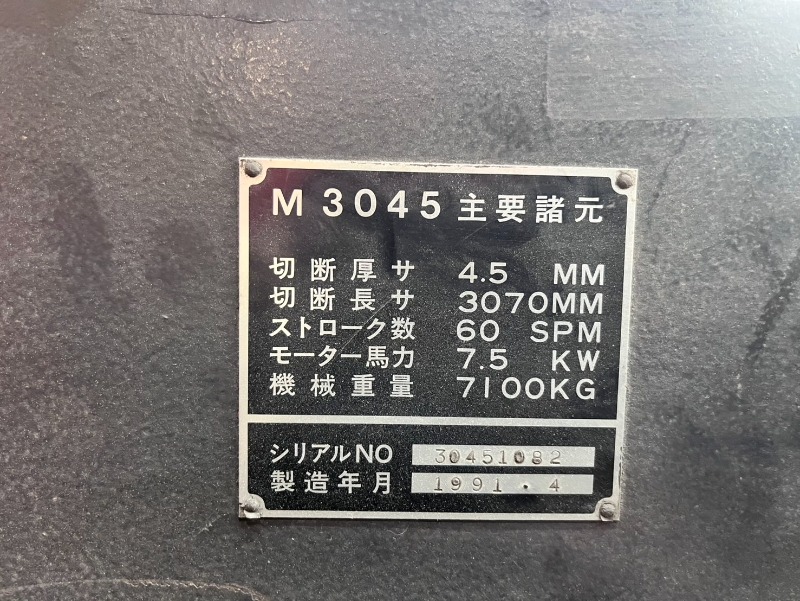 M 3045 主要諸元
切断厚サ 4.5 MM
切断長サ 3070MM
ストローク数 60 SPM
モーター馬力 7.5 KW
機械重量 7100KG
シリアルNO 30451082
製造年月 1991.4